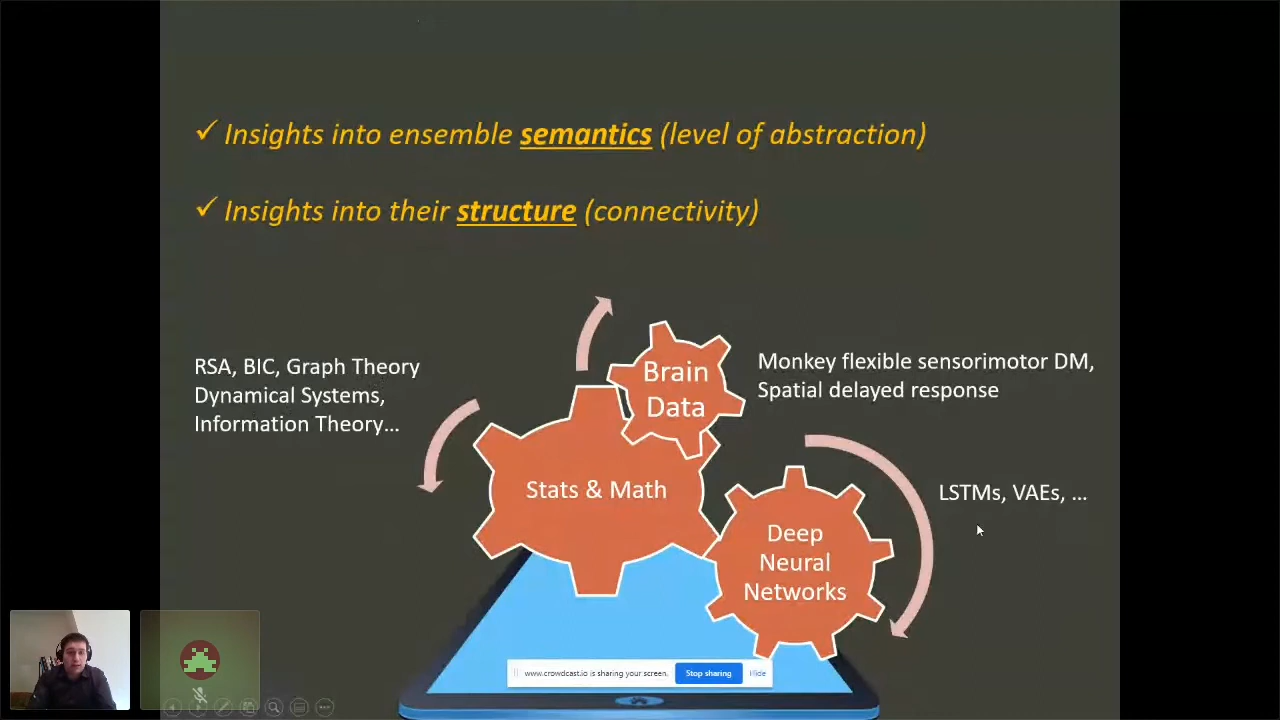 ✓ Insights into ensemble semantics (level of abstraction)
✓ Insights into their structure (connectivity)
RSA, BIC, Graph Theory
Dynamical Systems,
Information Theory…
Brain
Data
Monkey flexible sensorimotor DM,
Spatial delayed response
Stats & Math
LSTMs, VAEs, …
Deep
Neural
Networks
www.crowdcast.io is sharing your screen. Stop sharing Hide